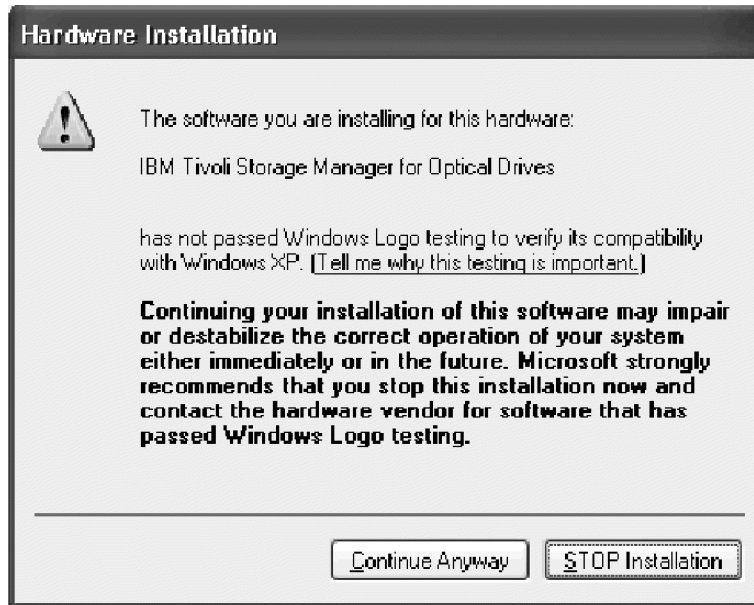 Hardware Installation
The software you are installing for this hardware:
IBM Tivoli Storage Manager for Optical Drives
has not passed Windows Logo testing to verify its compatibility
with Windows XP. (Tell me why this testing is important.)
Continuing your installation of this software may impair
or destabilize the correct operation of your system
either immediately or in the future. Microsoft strongly
recommends that you stop this installation now and
contact the hardware vendor for software that has
passed Windows Logo testing.
Continue Anyway
STOP Installation